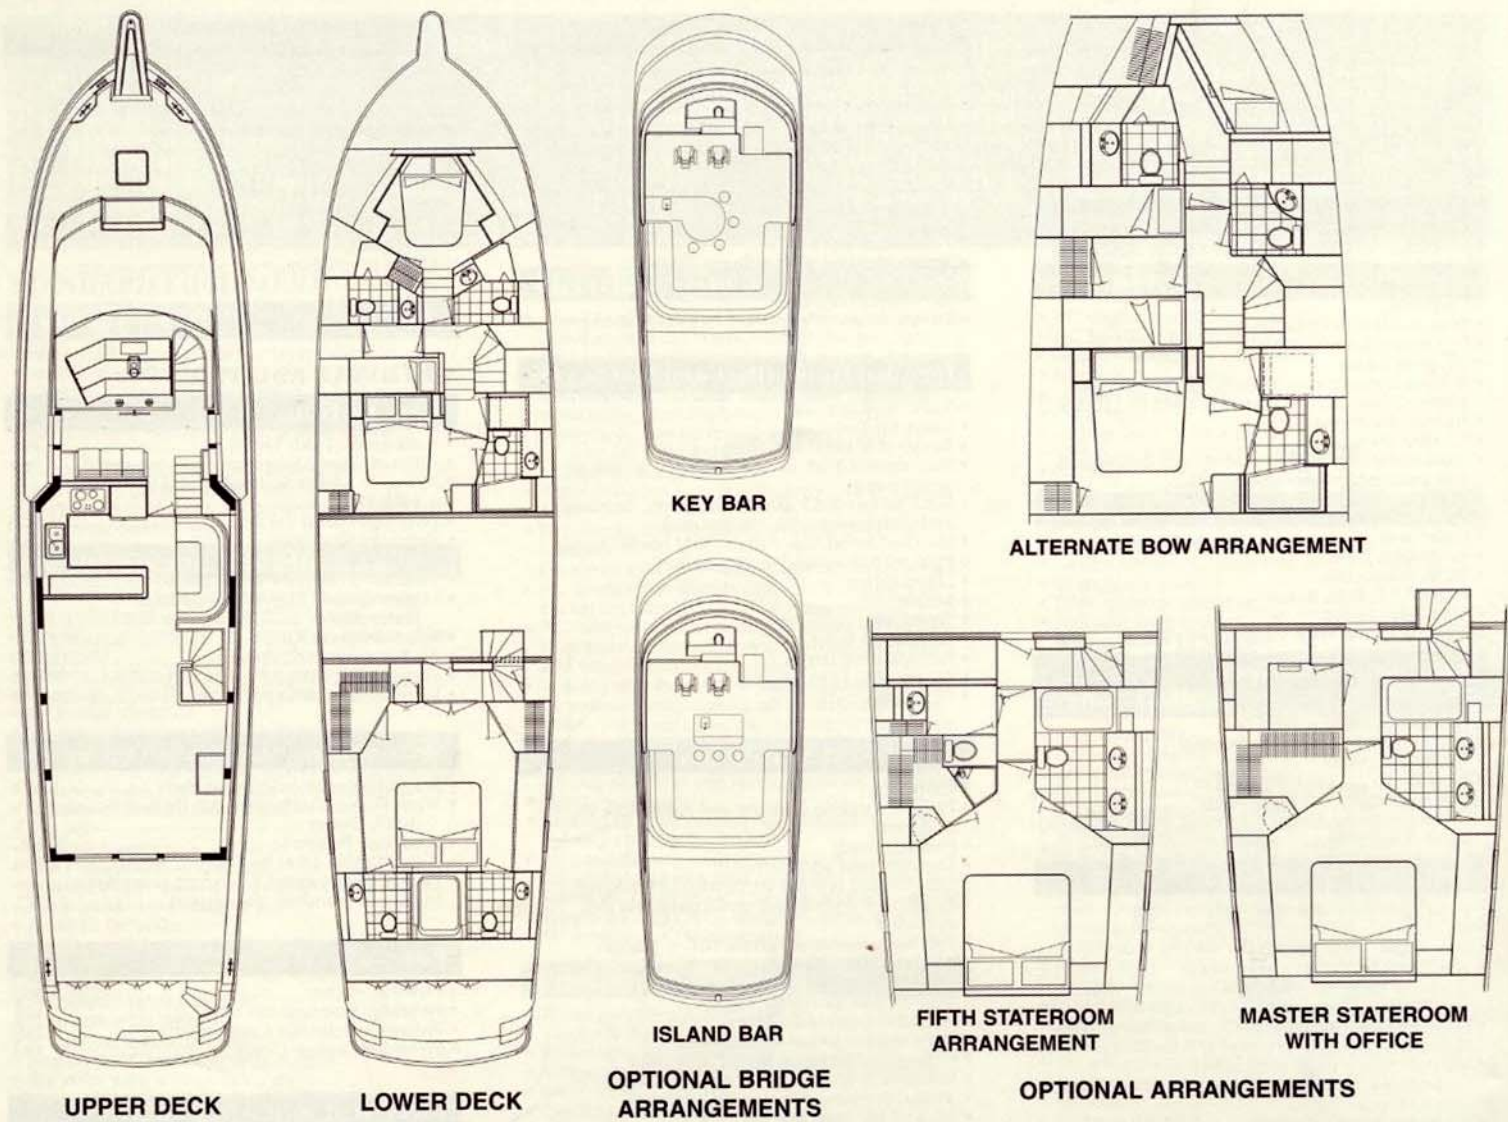 KEY BAR
ALTERNATE BOW ARRANGEMENT
ISLAND BAR
FIFTH STATEROOM
ARRANGEMENT
MASTER STATEROOM
WITH OFFICE
UPPER DECK
LOWER DECK
OPTIONAL BRIDGE
ARRANGEMENTS
OPTIONAL ARRANGEMENTS